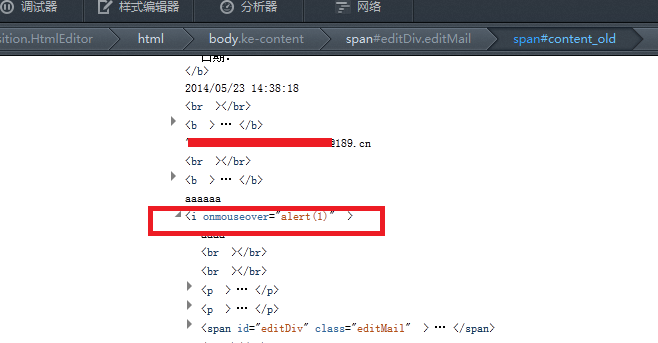 调试器 样式编辑器 分析器 网络
sition.HtmlEditor html body.ke-content span#editDiv.editMail span#content_old
日期:
</b>
2014/05/23 14:38:18
<br ></br>
<b > ⋯ </b>
@189.cn
<br ></br>
<b > ⋯ </b>
aaaaaa
<i onmouseover="alert(1)" >
aaaa
<br ></br>
<br ></br>
<p > ⋯ </p>
<p > ⋯ </p>
<span id="editDiv" class="editMail" > ⋯ </span>